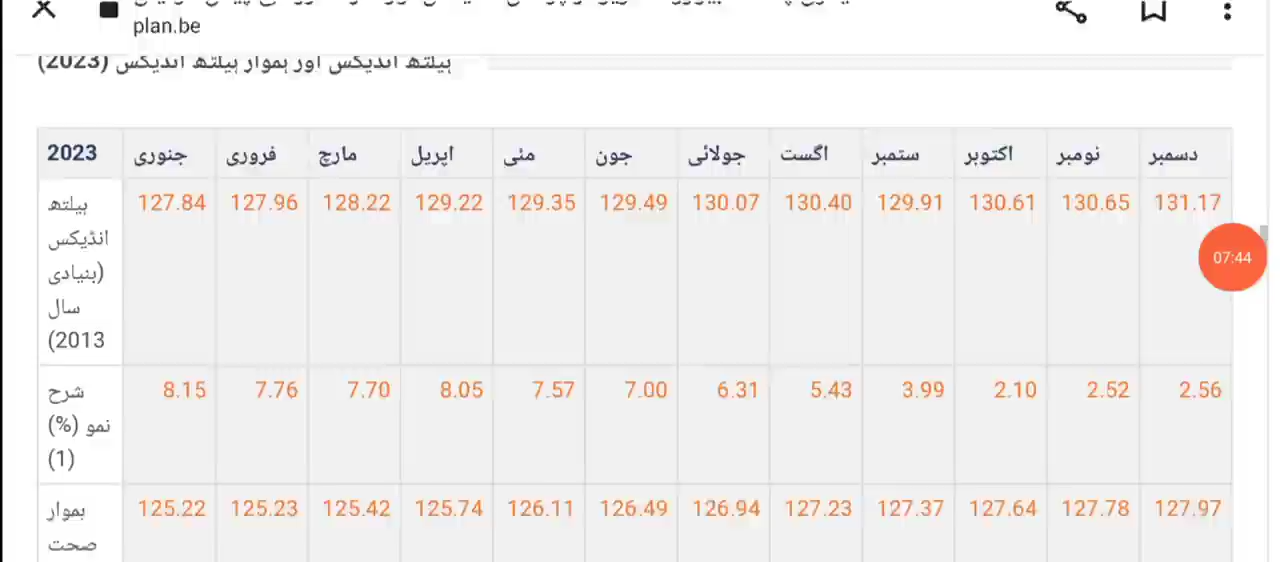 plan.be
ہیلتھ انڈیکس اور ہموار ہیلتھ انڈیکس (2023)
2023 جنوری فروری مارچ اپریل مئی جون جولائی اگست ستمبر اکتوبر نومبر دسمبر
ہیلتھ 127.84 127.96 128.22 129.22 129.35 129.49 130.07 130.40 129.91 130.61 130.65 131.17
انڈیکس
(بنیادی
سال
2013)
07:44
شرح 8.15 7.76 7.70 8.05 7.57 7.00 6.31 5.43 3.99 2.10 2.52 2.56
نمو (%)
(1)
ہموار 125.22 125.23 125.42 125.74 126.11 126.49 126.94 127.23 127.37 127.64 127.78 127.97
صحت